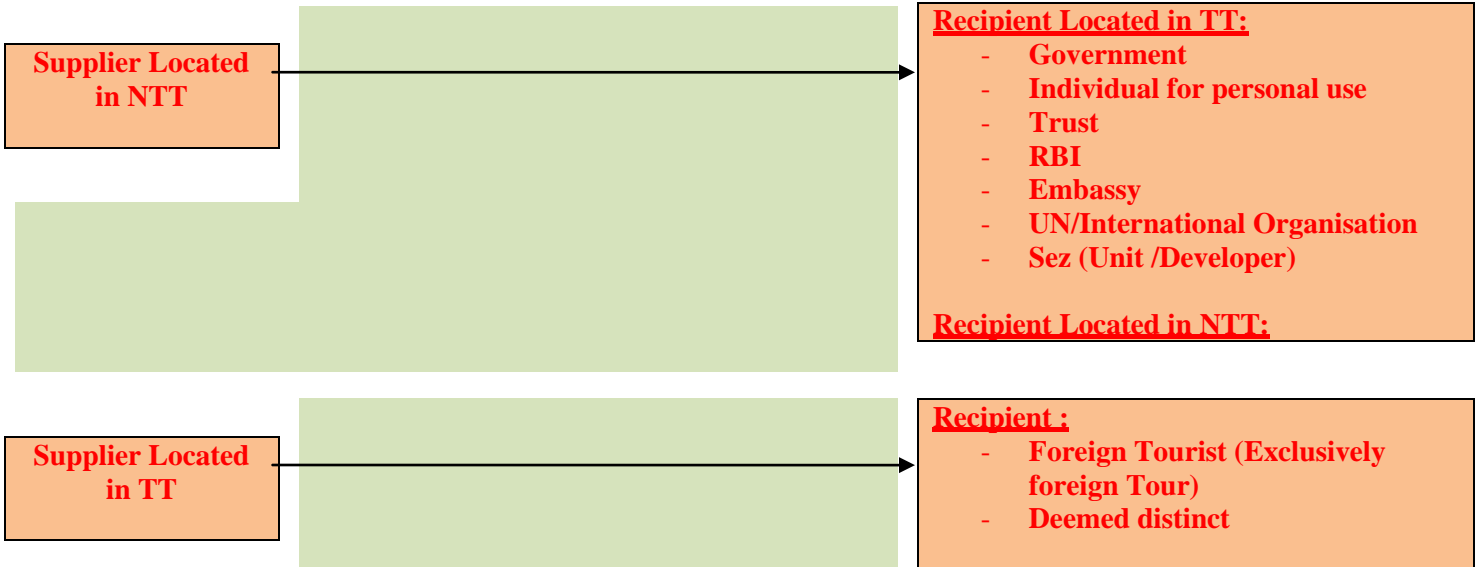 Supplier Located
in NTT
Recipient Located in TT:
- Government
- Individual for personal use
- Trust
- RBI
- Embassy
- UN/International Organisation
- Sez (Unit /Developer)
Recipient Located in NTT:
Supplier Located
in TT
Recipient :
- Foreign Tourist (Exclusively
foreign Tour)
- Deemed distinct